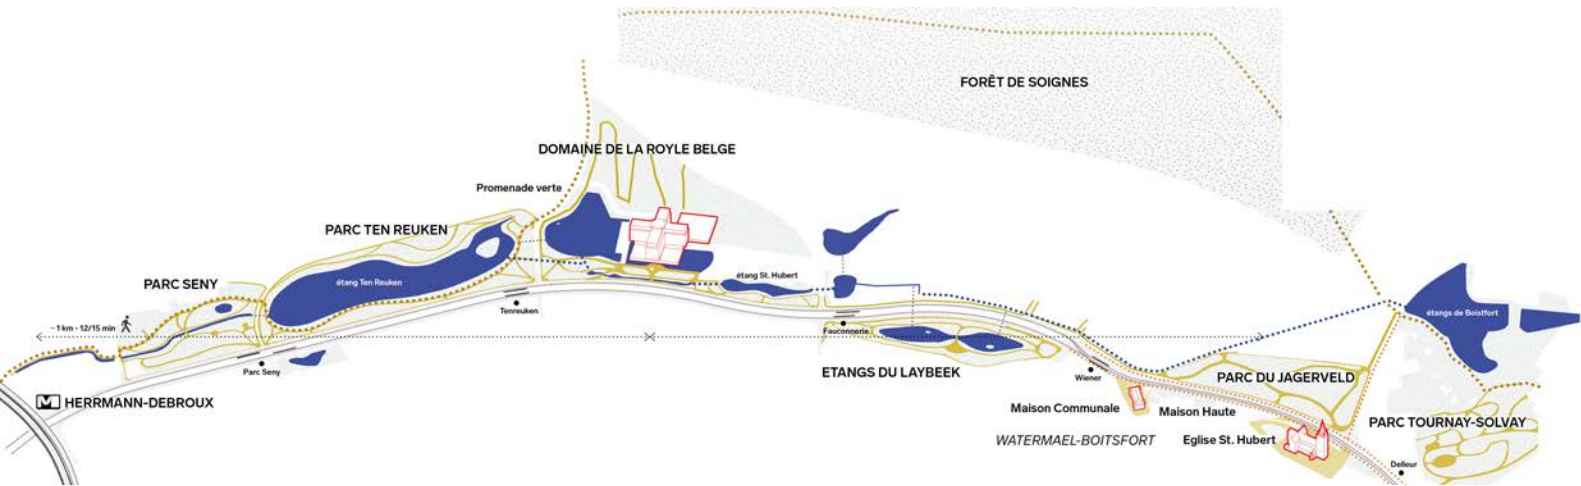 FORÊT DE SOIGNES
DOMAINE DE LA ROYLE BELGE
Promenade verte
PARC TEN REUKEN
étang Ten Reuken
étang St. Hubert
PARC SENY
~ 1 km - 12/15 min
Tenreuken
Fauconnerie
étangs de Boistfort
Parc Seny
ETANGS DU LAYBEEK
Wiener
PARC DU JAGERVELD
M HERRMANN-DEBROUX
Maison Communale
Maison Haute
PARC TOURNAY-SOLVAY
WATERMAEL-BOITSFORT
Eglise St. Hubert
Delleur